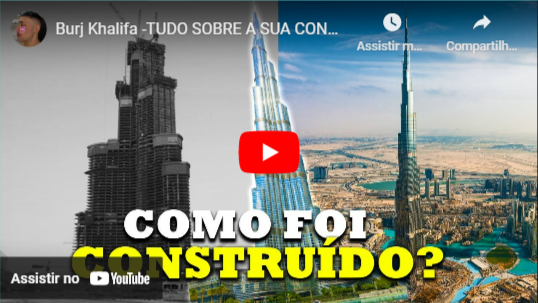 Burj Khalifa -TUDO SOBRE A SUA CON...
Assistir m...
Compartilh...
COMO FOI
CONSTRUÍDO?
Assistir no YouTube